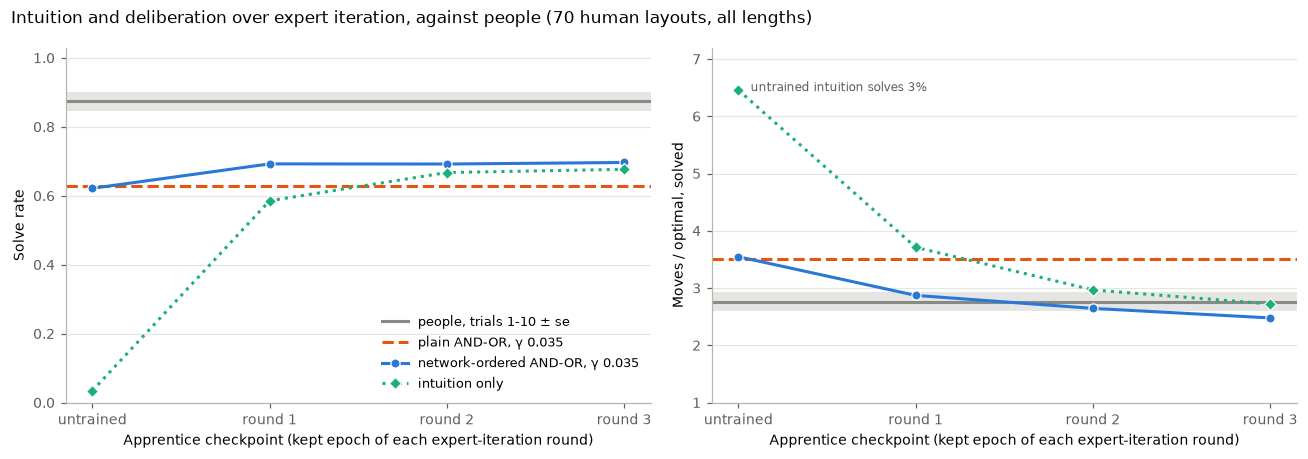 Intuition and deliberation over expert iteration, against people (70 human layouts, all lengths)
1.0
0.8
0.6
0.4
0.2
0.0
Solve rate
people, trials 1-10 ± se
plain AND-OR, γ 0.035
network-ordered AND-OR, γ 0.035
intuition only
untrained
round 1
round 2
round 3
Apprentice checkpoint (kept epoch of each expert-iteration round)
7
6
5
4
3
2
1
Moves / optimal, solved
untrained intuition solves 3%
untrained
round 1
round 2
round 3
Apprentice checkpoint (kept epoch of each expert-iteration round)